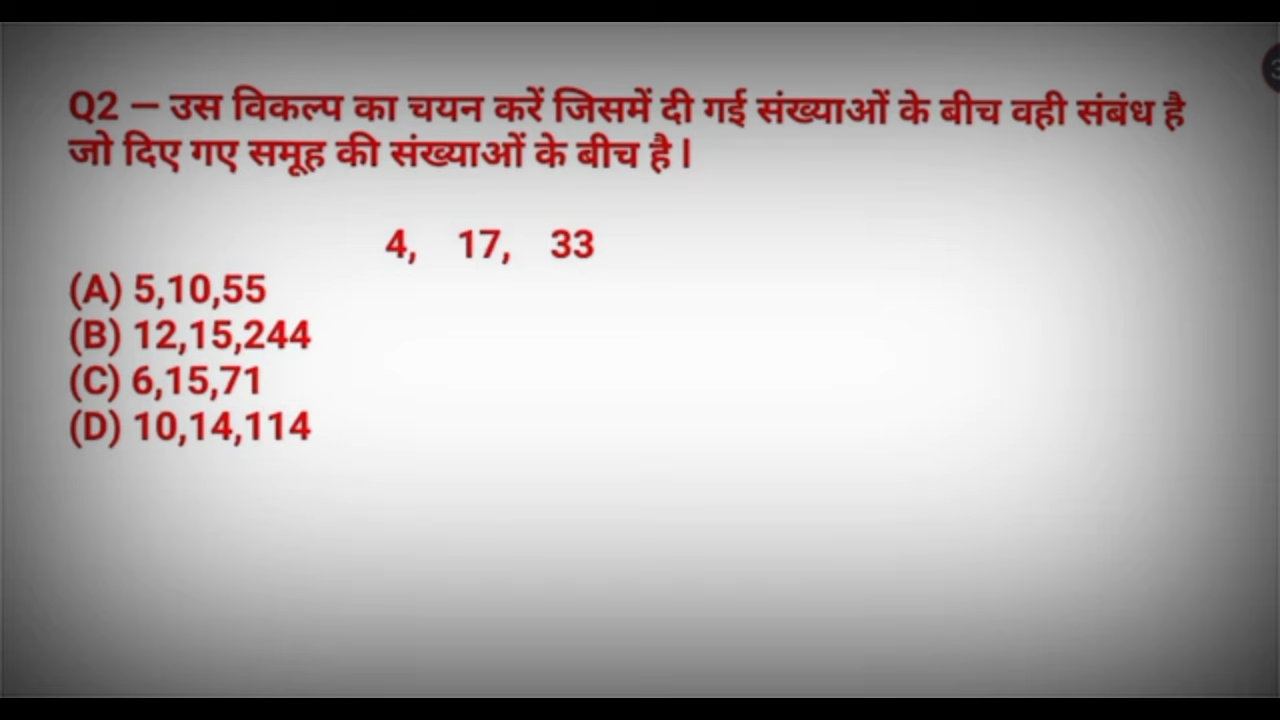 Q2 – उस विकल्प का चयन करें जिसमें दी गई संख्याओं के बीच वही संबंध है
जो दिए गए समूह की संख्याओं के बीच है।
4, 17, 33
(A) 5,10,55
(B) 12,15,244
(C) 6,15,71
(D) 10,14,114